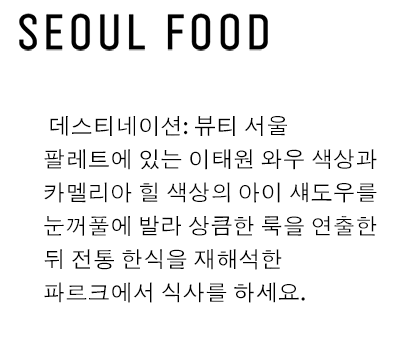 SEOUL FOOD
데스티네이션: 뷰티 서울
팔레트에 있는 이태원 와우 색상과
카멜리아 힐 색상의 아이 섀도우를
눈꺼풀에 발라 상큼한 룩을 연출한
뒤 전통 한식을 재해석한
파르크에서 식사를 하세요.